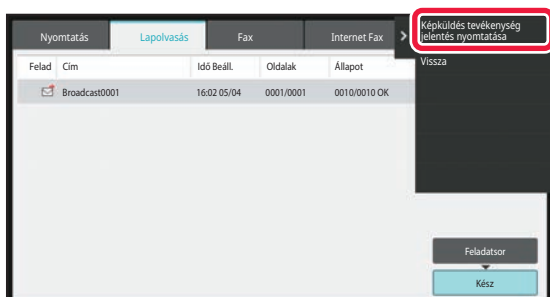 Nyomtatás
Lapolvasás
Fax
Internet Fax
Képküldés tevékenység
jelentés nyomtatása
Felad
Cím
Idő Beáll.
Oldalak
Állapot
Vissza
Broadcast0001
16:02 05/04
0001/0001
0010/0010 OK
Feladatsor
Kész